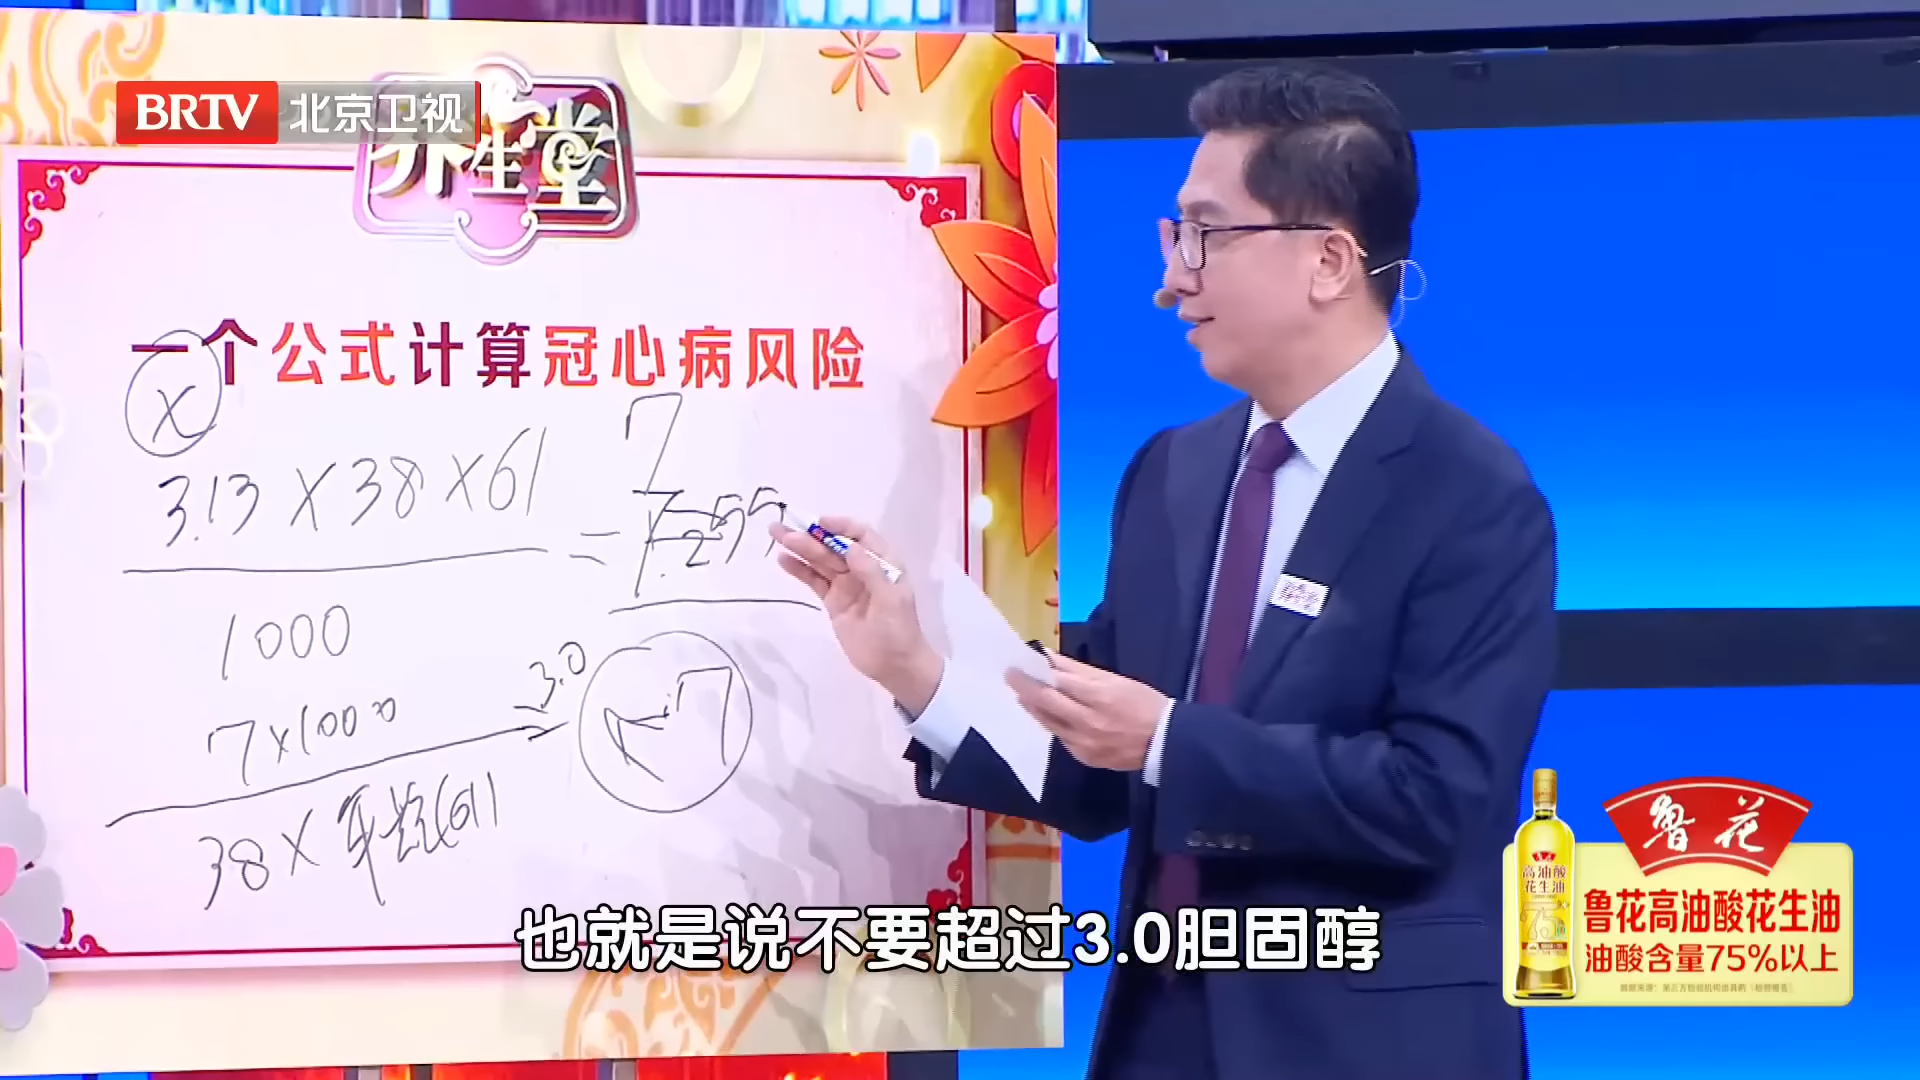 BRTV 北京卫视
养生堂
一个公式计算冠心病风险
x
3.13×38×61
1000
=
7
7.255
7×1000
38×年龄(61)
=3.0
<7
鲁花
高油酸
花生油
75%
鲁花高油酸花生油
油酸含量75%以上
也就是说不要超过3.0胆固醇